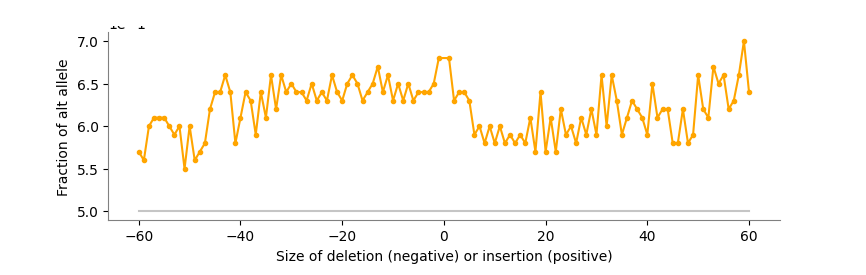 7.0
6.5
6.0
5.5
5.0
Fraction of alt allele
−60 −40 −20 0 20 40 60
Size of deletion (negative) or insertion (positive)